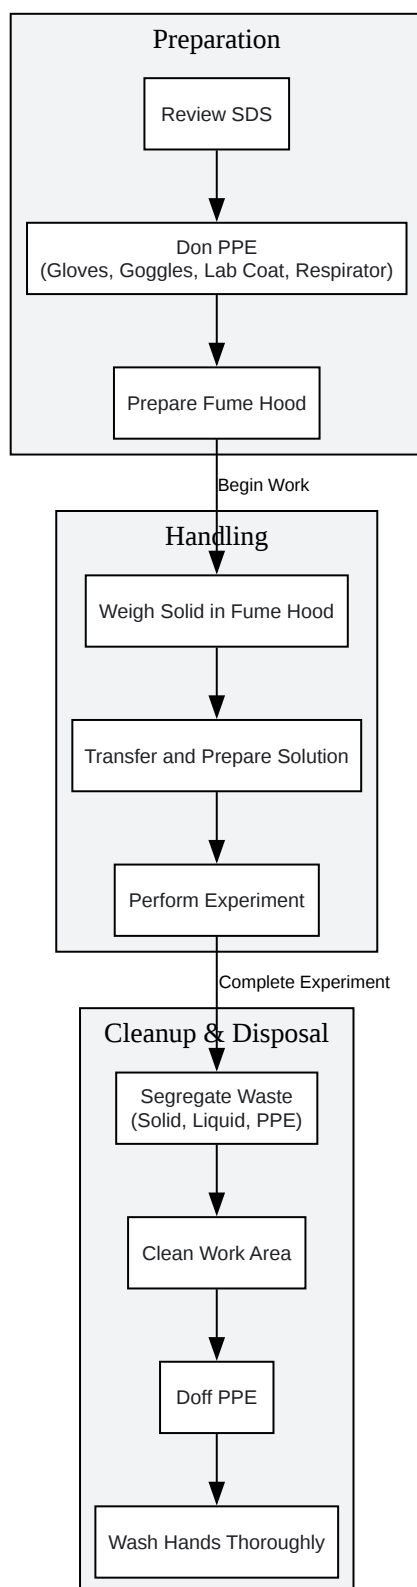 Preparation
Review SDS
Don PPE
(Gloves, Goggles, Lab Coat, Respirator)
Prepare Fume Hood
Begin Work
Handling
Weigh Solid in Fume Hood
Transfer and Prepare Solution
Perform Experiment
Complete Experiment
Cleanup & Disposal
Segregate Waste
(Solid, Liquid, PPE)
Clean Work Area
Doff PPE
Wash Hands Thoroughly